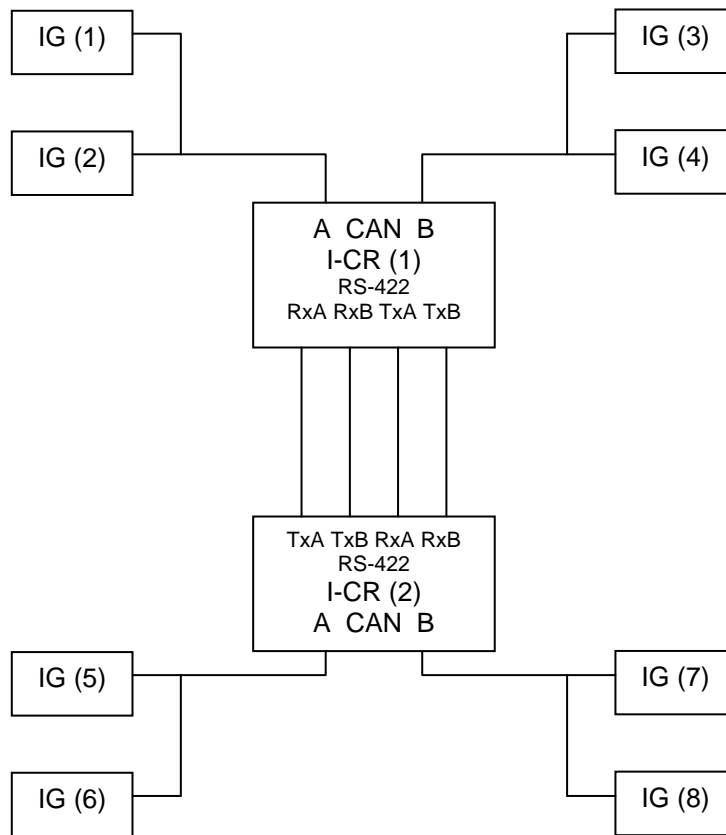 IG (1)
IG (3)
IG (2)
IG (4)
A CAN B
I-CR (1)
RS-422
RxA RxB TxA TxB
TxA TxB RxA RxB
RS-422
I-CR (2)
A CAN B
IG (5)
IG (7)
IG (6)
IG (8)